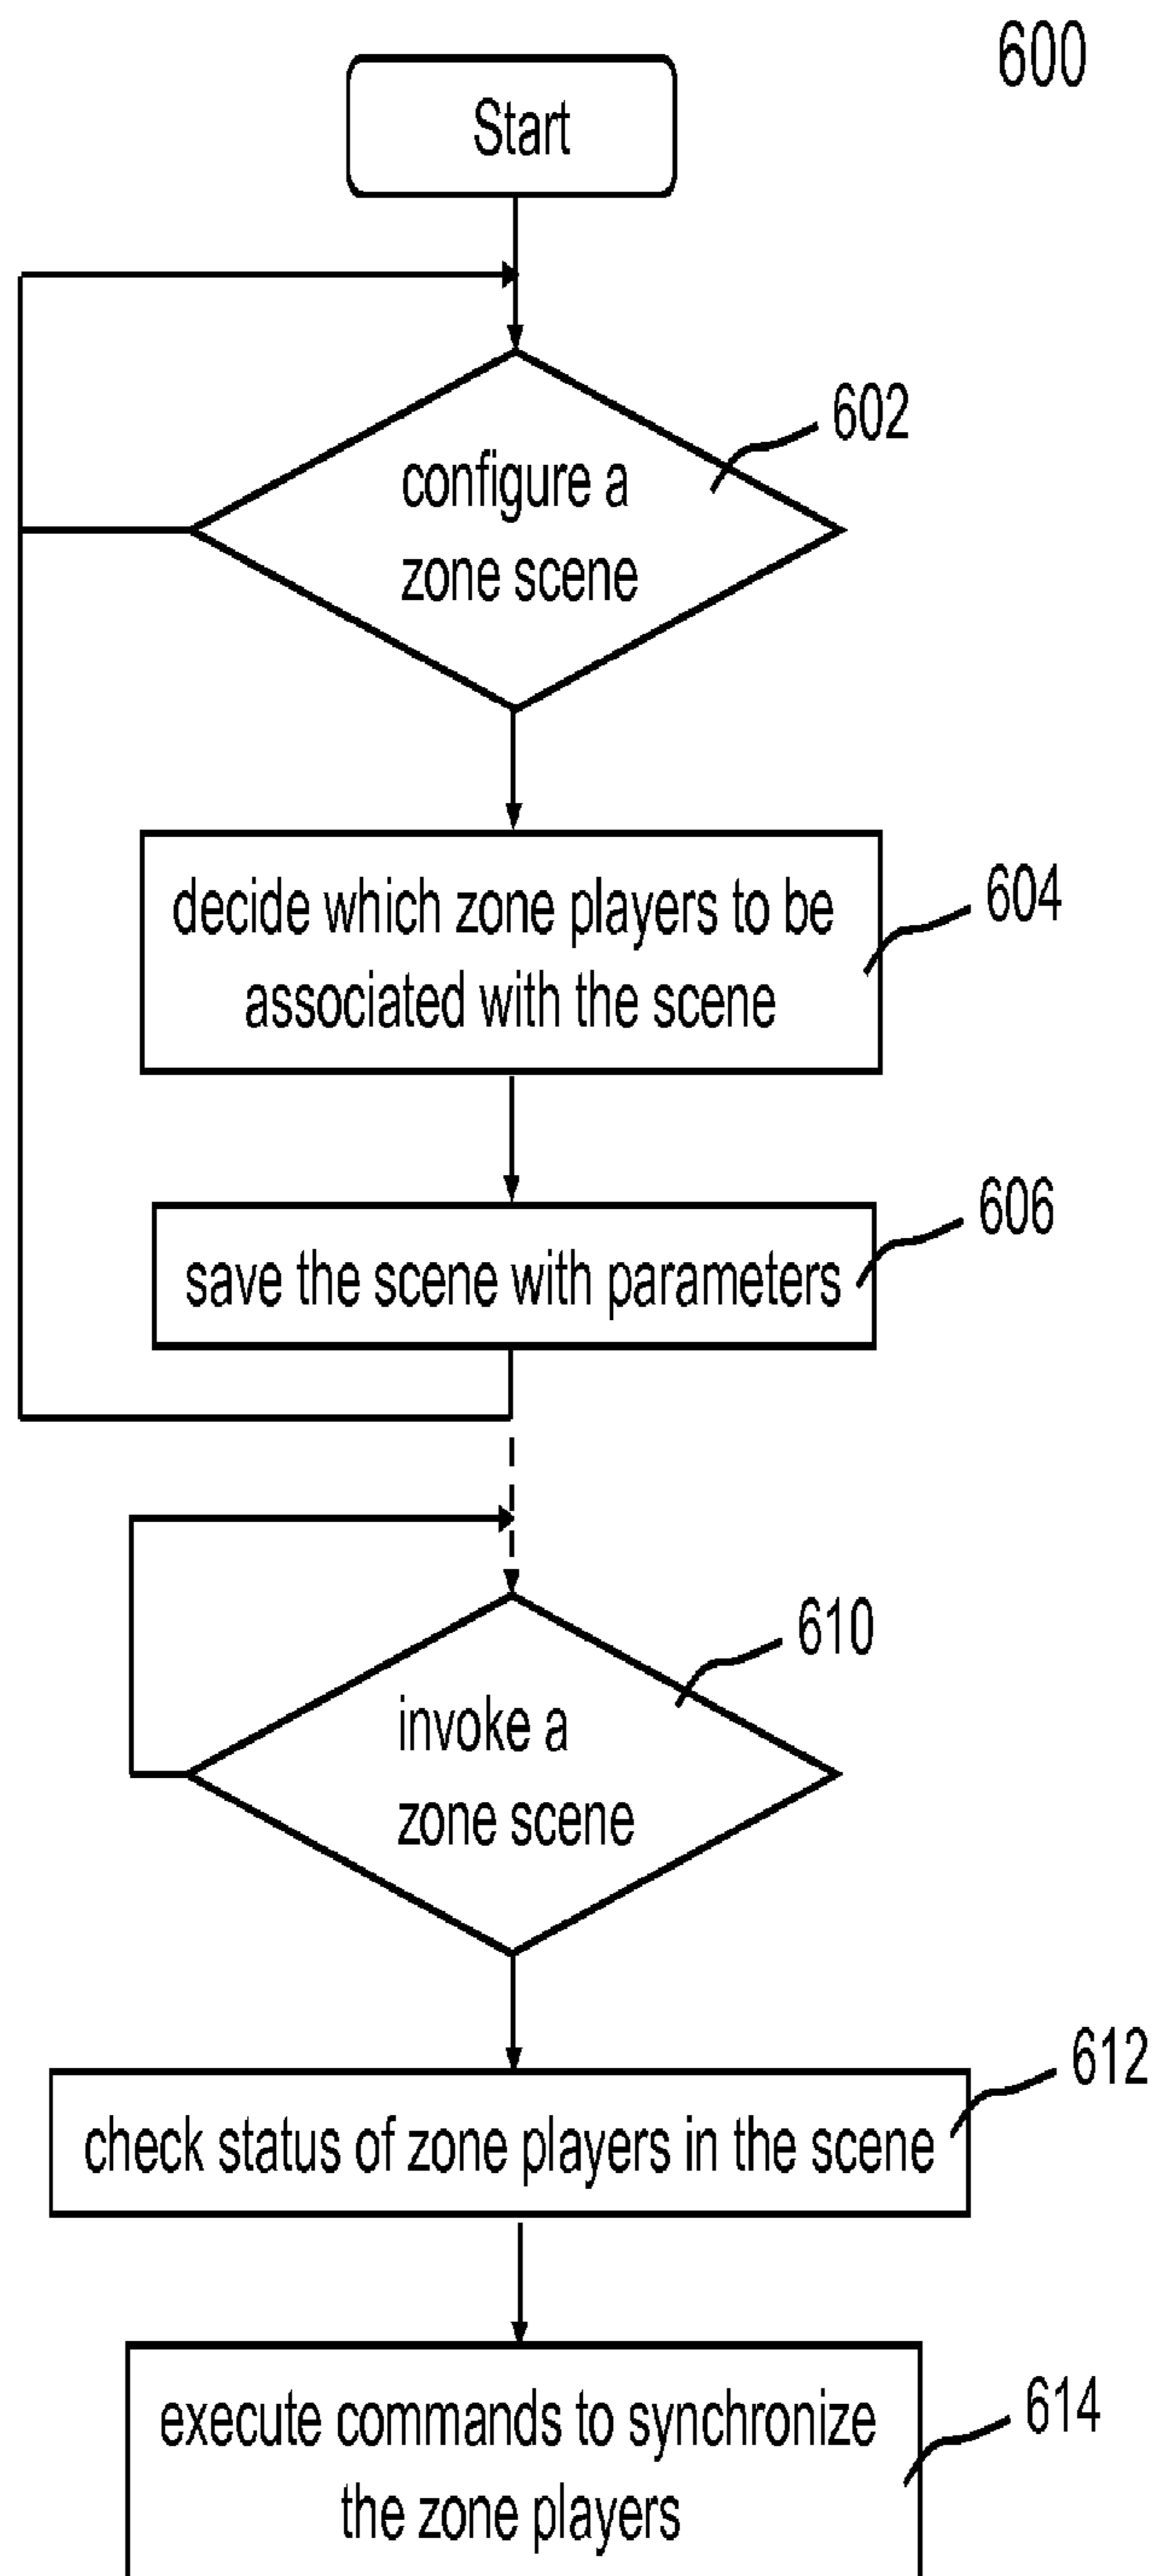 600
Start
602
configure a
zone scene
604
decide which zone players to be
associated with the scene
606
save the scene with parameters
610
invoke a
zone scene
612
check status of zone players in the scene
614
execute commands to synchronize
the zone players